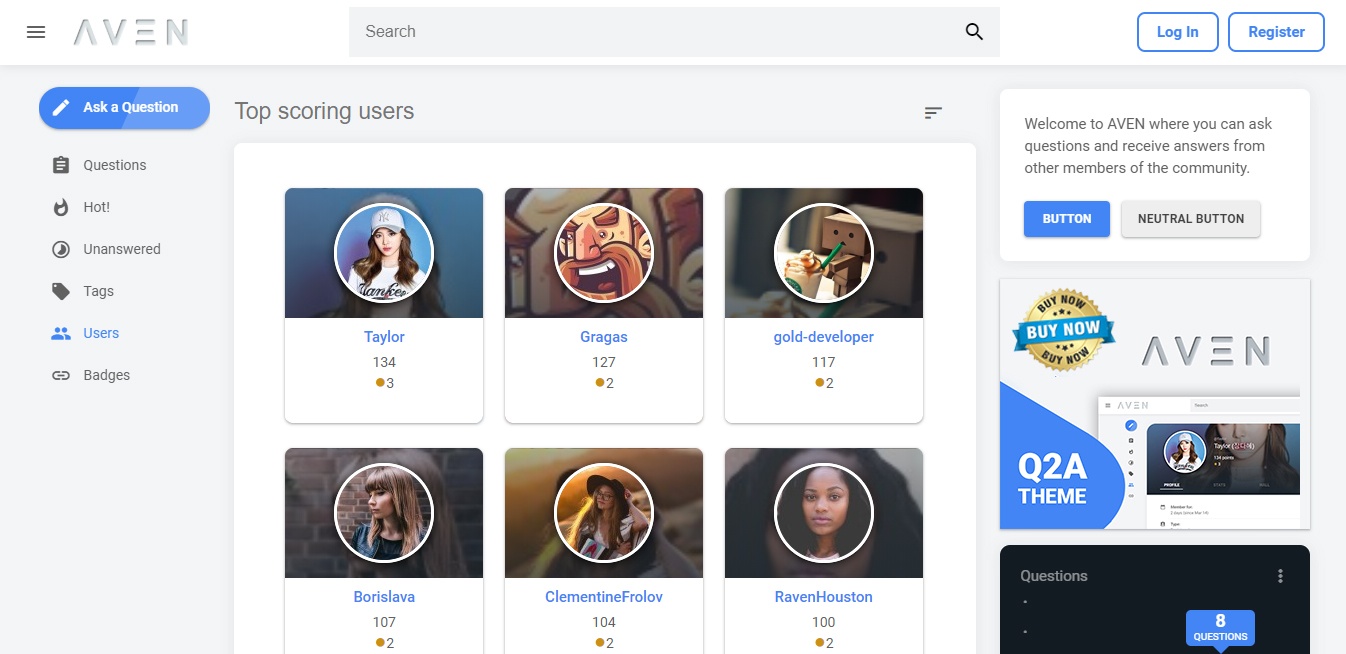 AVEN
Search
Log In
Register
Ask a Question
Questions
Hot!
Unanswered
Tags
Users
Badges
Top scoring users
Taylor
134
3
Gragas
127
2
gold-developer
117
2
Borislava
107
2
ClementineFrolov
104
2
RavenHouston
100
2
Welcome to AVEN where you can ask
questions and receive answers from
other members of the community.
BUTTON
NEUTRAL BUTTON
BUY NOW
BUY NOW
BUY NOW
AVEN
AVEN
Search
134 points
PROFILE
Member for:
Type:
Q2A
THEME
Questions
8
QUESTIONS